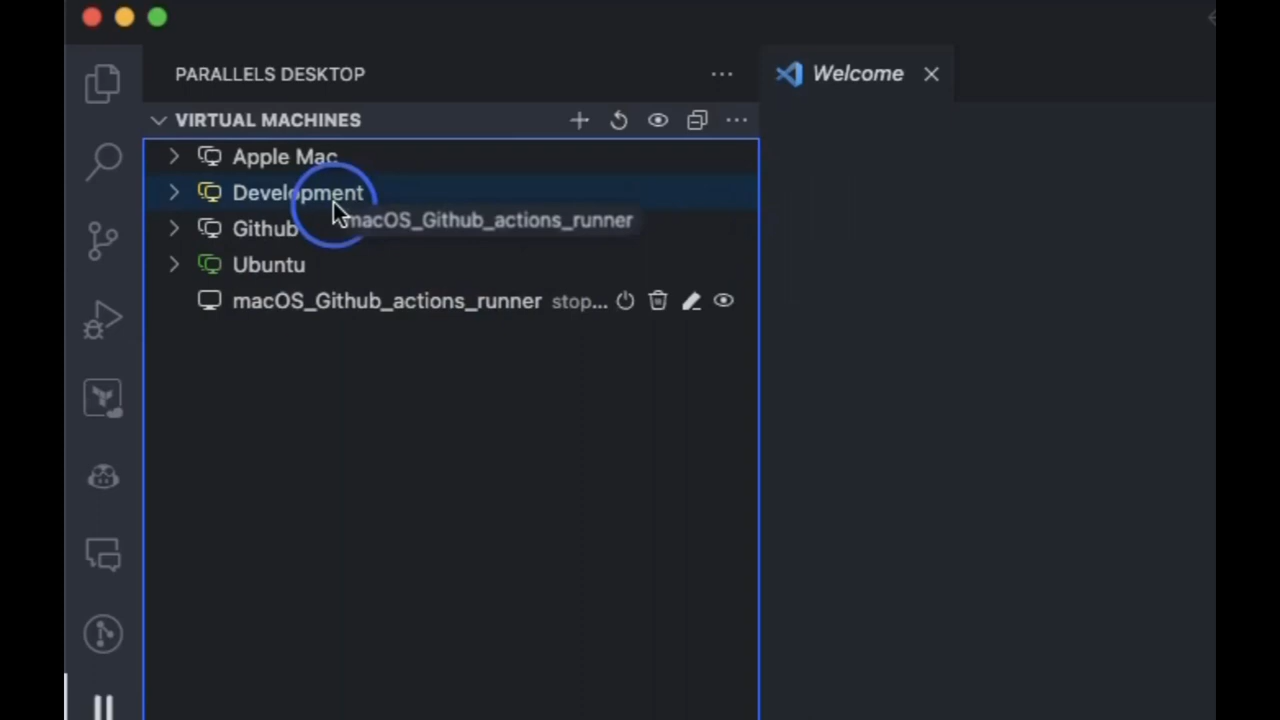 PARALLELS DESKTOP
Welcome
VIRTUAL MACHINES
Apple Mac
Development
macOS_Github_actions_runner
Github
Ubuntu
macOS_Github_actions_runner stop...